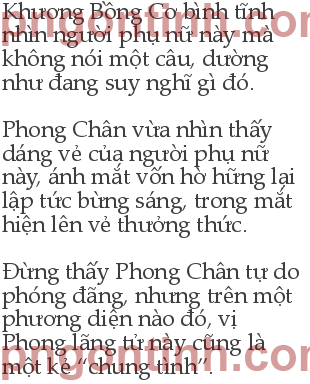 Khương Bồng Cơ bình tĩnh
nhìn người phụ nữ này mà
không nói một câu, dường
như đang suy nghĩ gì đó.

Phong Chân vừa nhìn thấy
dáng vẻ của người phụ nữ
này, ánh mắt vốn hờ hững lại
lập tức bừng sáng, trong mắt
hiện lên vẻ thưởng thức.

Đừng thấy Phong Chân tự do
phóng đãng, nhưng trên một
phương diện nào đó, vị
Phong lãng tử này cũng là
một kẻ “chung tình”.
pngontinh.com
pngontinh.com